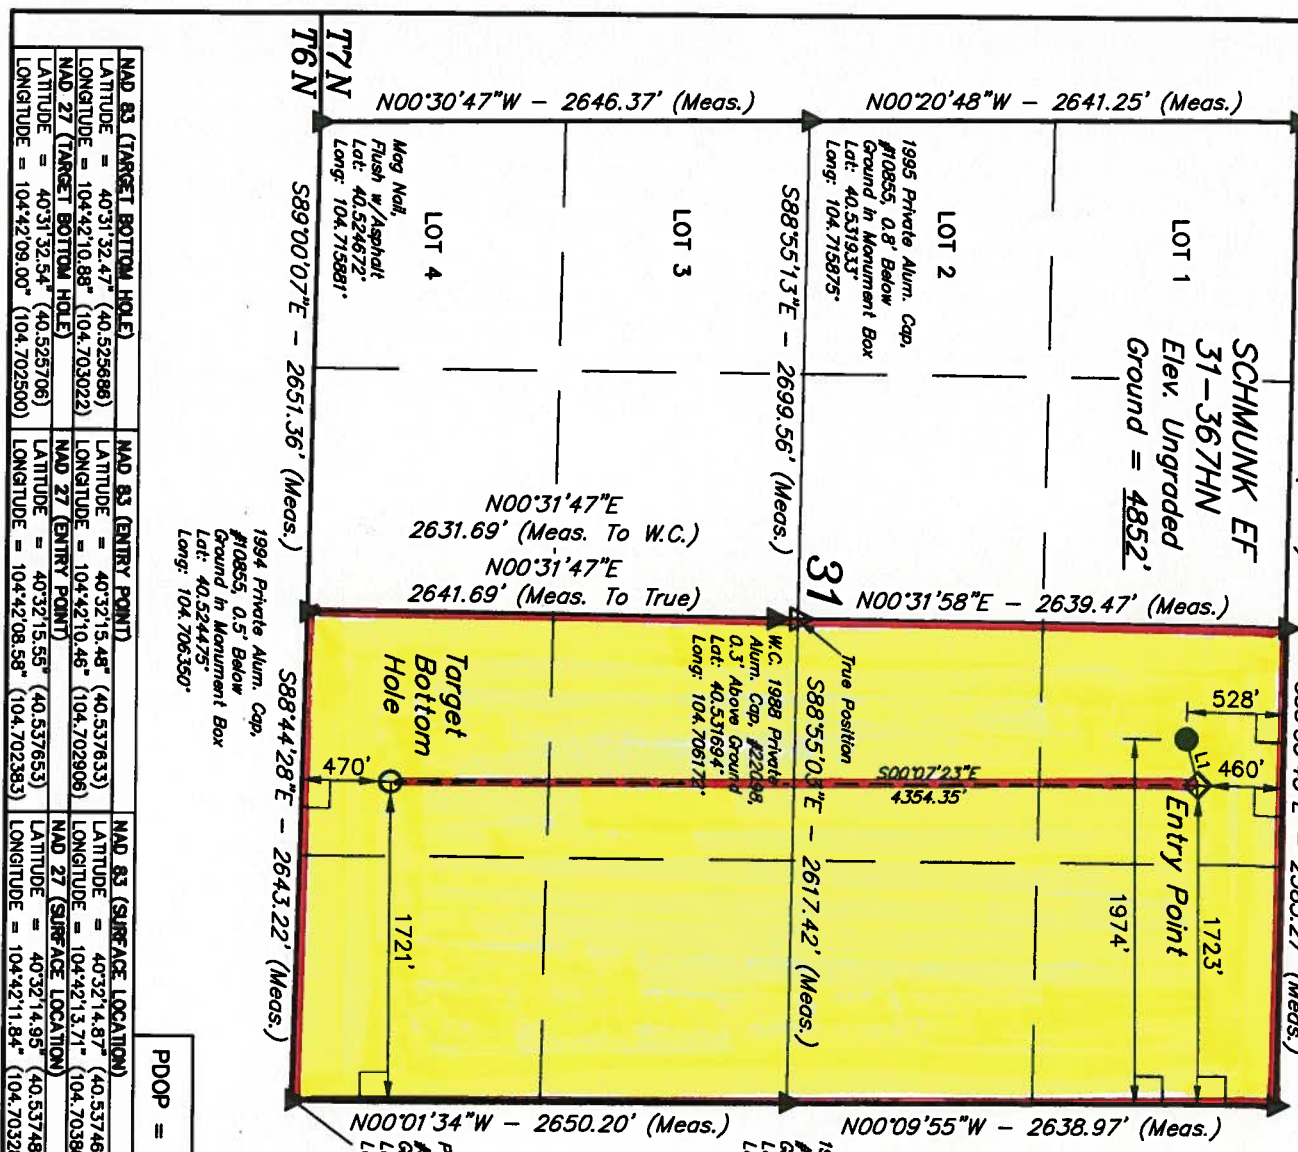 T7N
T6N
N00°30'47"W - 2646.37' (Meas.)
N00°20'48"W - 2641.25' (Meas.)
Mag Nail,
Flush w/Asphalt
Lat: 40.524672°
Long: 104.715881°
1995 Private Alum. Cap,
#10855, 0.8' Below
Ground in Monument Box
Lat: 40.531933°
Long: 104.715875°
LOT 1
LOT 2
LOT 3
LOT 4
SCHMUNK EF
31-367HN
Elev. Ungraded
Ground = 4852'
S89°00'07"E - 2651.36' (Meas.)
S88°55'13"E - 2699.56' (Meas.)
N00°31'47"E
2631.69' (Meas. To W.C.)
N00°31'47"E
2641.69' (Meas. To True)
31
N00°31'58"E - 2639.47' (Meas.)
True Position
W.C. 1988 Private
Alum. Cap, #22098,
0.3' Above Ground
Lat: 40.531694°
Long: 104.706172°
1994 Private Alum. Cap,
#10855, 0.5' Below
Ground in Monument Box
Lat: 40.524475°
Long: 104.706350°
Target
Bottom
Hole
528'
L1
460'
Entry Point
S00°07'23"E
4354.35'
470'
1721'
1974'
1723'
S88°44'28"E - 2643.22' (Meas.)
S88°55'03"E - 2617.42' (Meas.)
(Meas.)
N00°01'34"W - 2650.20' (Meas.)
N00°09'55"W - 2638.97' (Meas.)
PDOP =
NAD 83 (TARGET BOTTOM HOLE)
LATITUDE = 40°31'32.47" (40.525686)
LONGITUDE = 104°42'10.88" (104.703022)
NAD 27 (TARGET BOTTOM HOLE)
LATITUDE = 40°31'32.54" (40.525706)
LONGITUDE = 104°42'09.00" (104.702500)
NAD 83 (ENTRY POINT)
LATITUDE = 40°32'15.48" (40.537633)
LONGITUDE = 104°42'10.46" (104.702906)
NAD 27 (ENTRY POINT)
LATITUDE = 40°32'15.55" (40.537653)
LONGITUDE = 104°42'08.58" (104.702383)
NAD 83 (SURFACE LOCATION)
LATITUDE = 40°32'14.87" (40.53746
LONGITUDE = 104°42'13.71" (104.7038
NAD 27 (SURFACE LOCATION)
LATITUDE = 40°32'14.95" (40.53748
LONGITUDE = 104°42'11.84" (104.7032